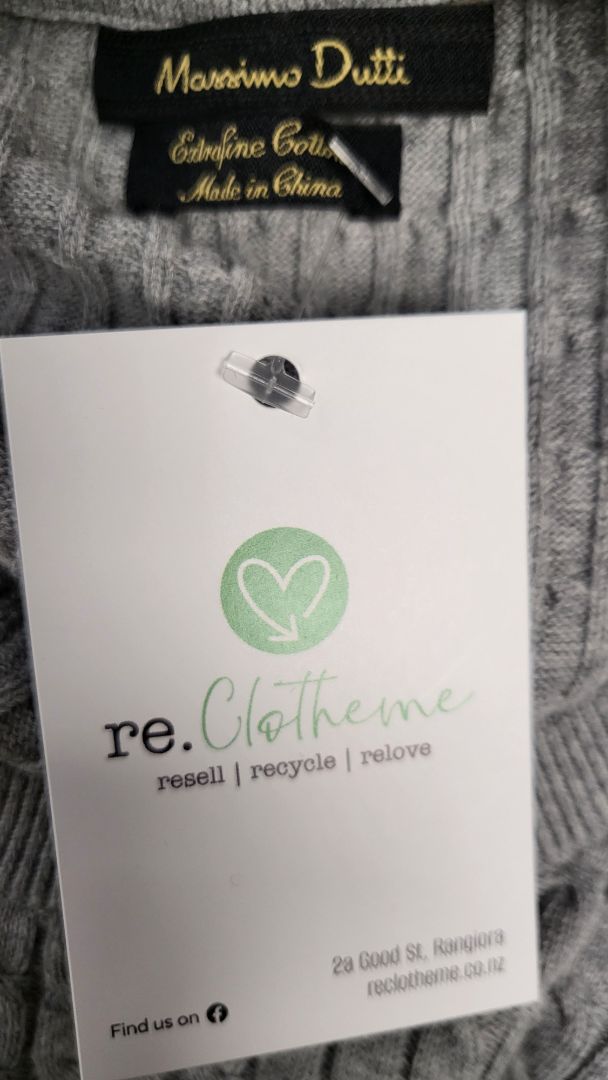 Massimo Dutti
Extrafine
Made in China
re.Clotheme
resell | recycle | relove
2a Good St, Rangiora
reclotheme.co.nz
Find us on